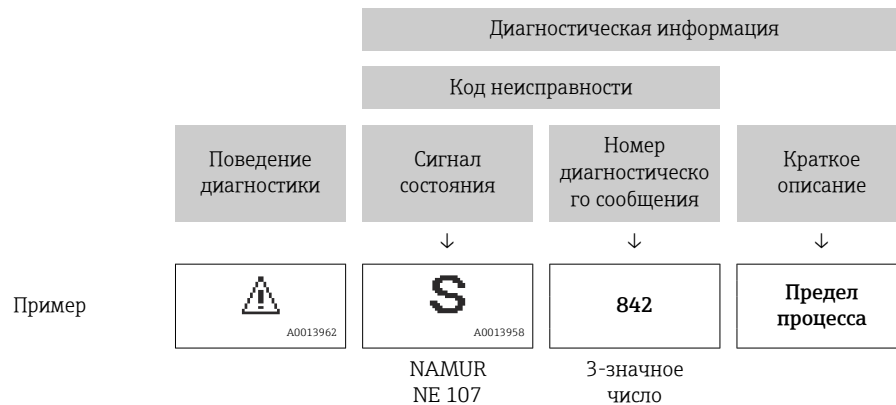 Диагностическая информация
Код неисправности
Поведение диагностики
Сигнал состояния
Номер диагностическо го сообщения
Краткое описание
↓ ↓ ↓
Пример
A0013962
S
A0013958
842
Предел процесса
NAMUR NE 107
3-значное число